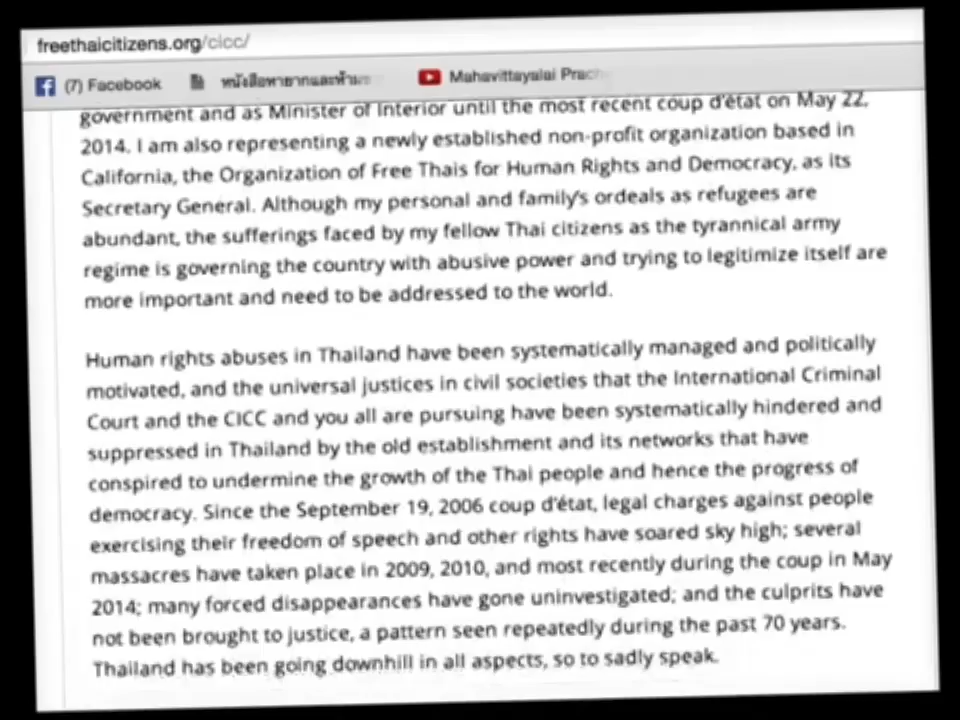 freethaicitizens.org/cicc/
(7) Facebook
Mahavittayalai
government and as Minister of Interior until the most recent coup d'état on May 22,
2014. I am also representing a newly established non-profit organization based in
California, the Organization of Free Thais for Human Rights and Democracy, as its
Secretary General. Although my personal and family's ordeals as refugees are
abundant, the sufferings faced by my fellow Thai citizens as the tyrannical army
regime is governing the country with abusive power and trying to legitimize itself are
more important and need to be addressed to the world.
Human rights abuses in Thailand have been systematically managed and politically
motivated, and the universal justices in civil societies that the International Criminal
Court and the CICC and you all are pursuing have been systematically hindered and
suppressed in Thailand by the old establishment and its networks that have
conspired to undermine the growth of the Thai people and hence the progress of
democracy. Since the September 19, 2006 coup d'état, legal charges against people
exercising their freedom of speech and other rights have soared sky high; several
massacres have taken place in 2009, 2010, and most recently during the coup in May
2014; many forced disappearances have gone uninvestigated; and the culprits have
not been brought to justice, a pattern seen repeatedly during the past 70 years.
Thailand has been going downhill in all aspects, so to sadly speak.